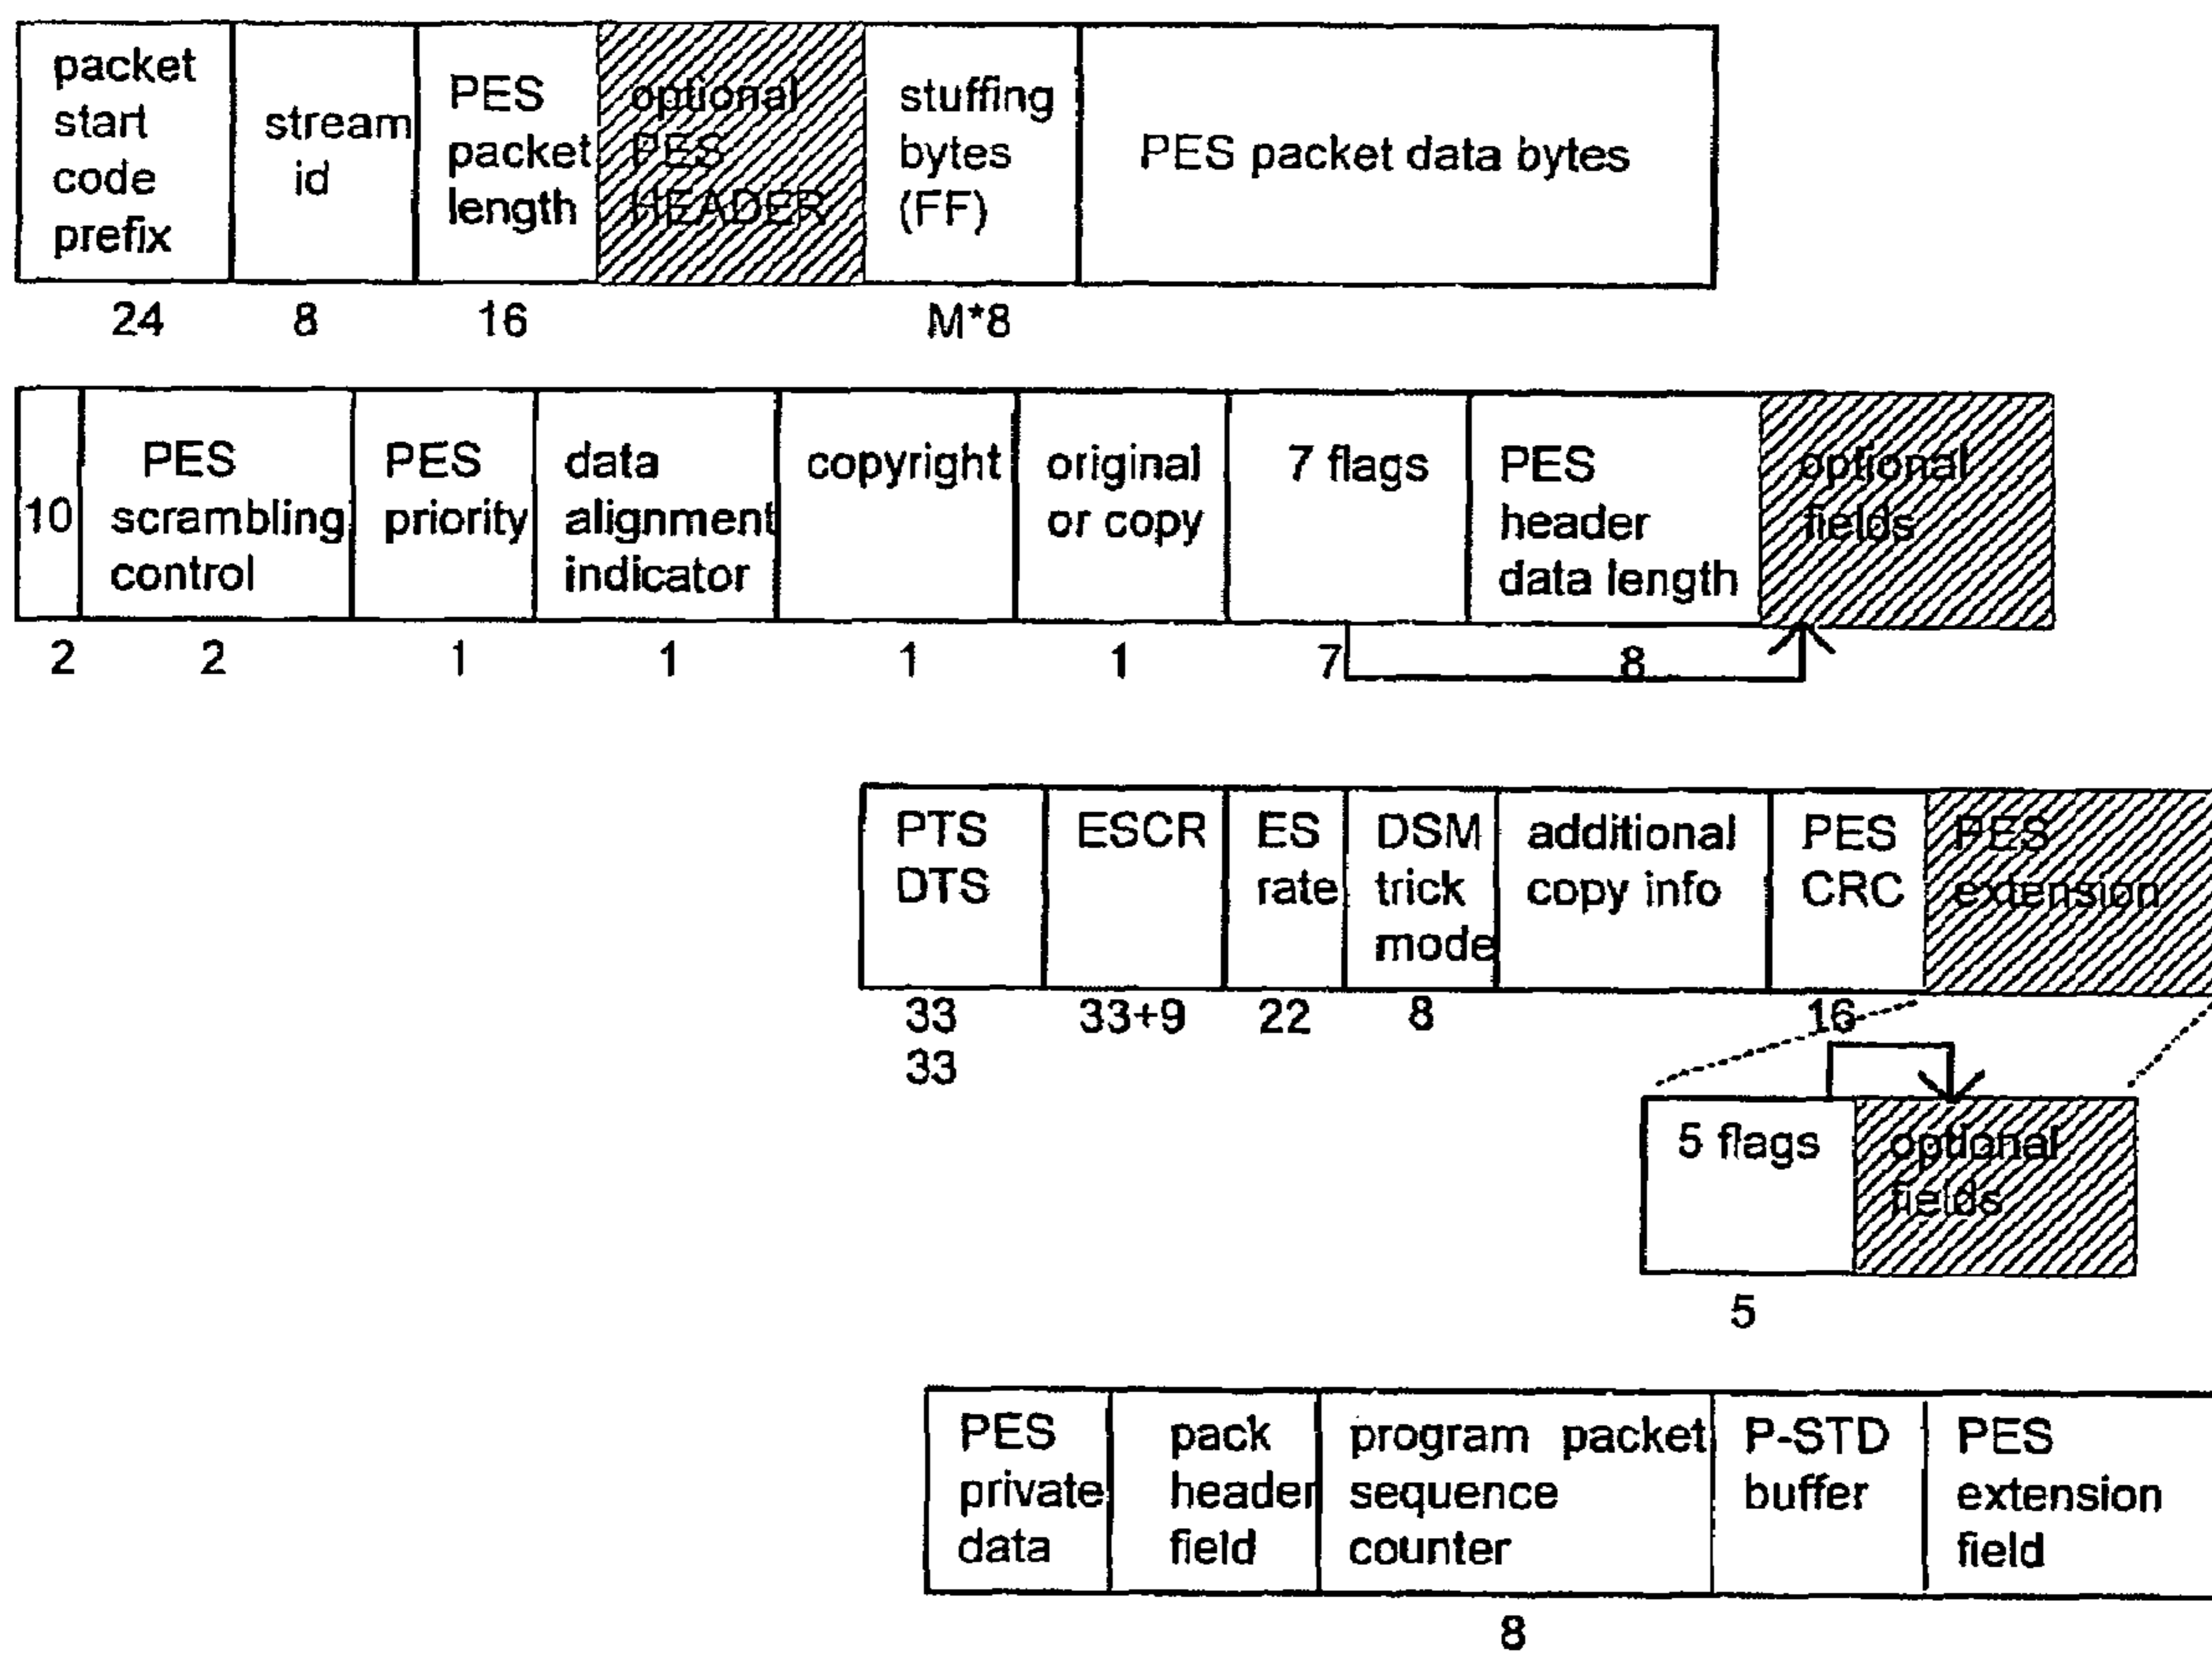 packet
start
code
prefix
stream
id
PES
packet
length
optional
PES
HEADER
stuffing
bytes
(FF)
PES packet data bytes
24
8
16
M*8
10
PES
scrambling
control
PES
priority
data
alignment
indicator
copyright
original
or copy
7 flags
PES
header
data length
optional
fields
2
2
1
1
1
1
7
8
PTS
DTS
ESCR
ES
rate
DSM
trick
mode
additional
copy info
PES
CRC
PES
extension
33
33
33+9
22
8
16
5 flags
optional
fields
5
PES
private
data
pack
header
field
program packet
sequence
counter
P-STD
buffer
PES
extension
field
8